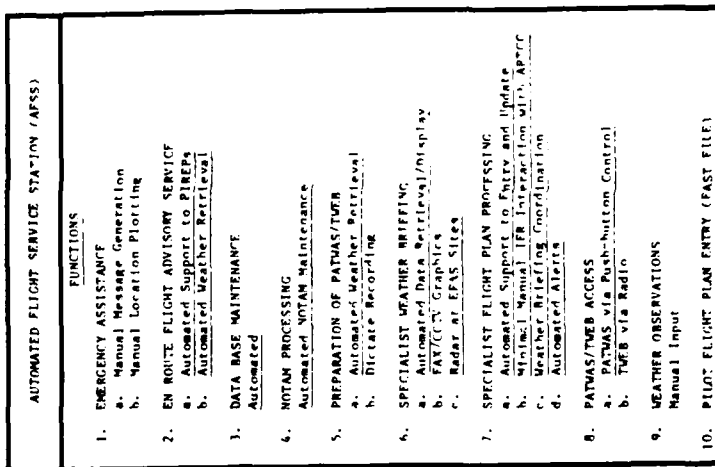 AUTOMATED FLIGHT SERVICE STATION (AFSS)
FUNCTIONS
1. EMERGENCY ASSISTANCE
a. Manual Message Generation
b. Manual Location Plotting
2. EN ROUTE FLIGHT ADVISORY SERVICE
a. Automated Support to PIREPs
b. Automated Weather Retrieval
3. DATA BASE MAINTENANCE
Automated
4. NOTAM PROCESSING
Automated NOTAM Maintenance
5. PREPARATION OF PATWAS/TWEB
a. Automated Weather Retrieval
b. Dictate Recording
6. SPECIALIST WEATHER BRIEFING
a. Automated Data Retrieval/Display
b. FAX/CCTV Graphics
c. Radar at EFAS Sites
7. SPECIALIST FLIGHT PLAN PROCESSING
a. Automated Support to Entry and Update
b. Minimal Manual IFR Interaction with ARTCC
c. Weather Briefing Coordination
d. Automated Alerts
8. PATWAS/TWEB ACCESS
a. PATWAS via Push-button Control
b. TWEB via Radio
9. WEATHER OBSERVATIONS
Manual Input
10. PILOT FLIGHT PLAN ENTRY (FAST FILE)